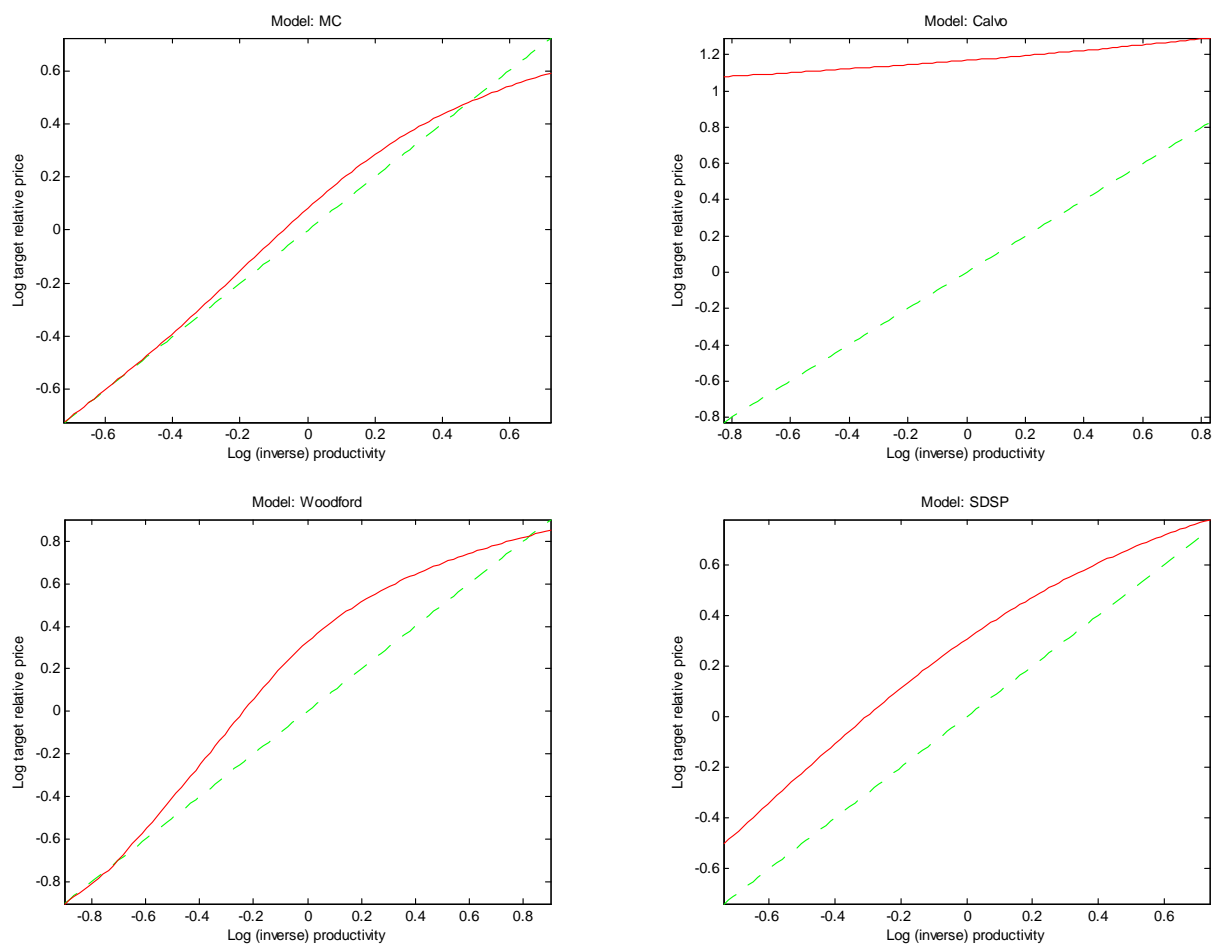 Model: MC
0.6
0.4
0.2
0
-0.2
-0.4
-0.6
Log target relative price
-0.6 -0.4 -0.2 0 0.2 0.4 0.6
Log (inverse) productivity
Model: Calvo
1.2
1
0.8
0.6
0.4
0.2
0
-0.2
-0.4
-0.6
-0.8
Log target relative price
-0.8 -0.6 -0.4 -0.2 0 0.2 0.4 0.6 0.8
Log (inverse) productivity
Model: Woodford
0.8
0.6
0.4
0.2
0
-0.2
-0.4
-0.6
-0.8
Log target relative price
-0.8 -0.6 -0.4 -0.2 0 0.2 0.4 0.6 0.8
Log (inverse) productivity
Model: SDSP
0.6
0.4
0.2
0
-0.2
-0.4
-0.6
Log target relative price
-0.6 -0.4 -0.2 0 0.2 0.4 0.6
Log (inverse) productivity